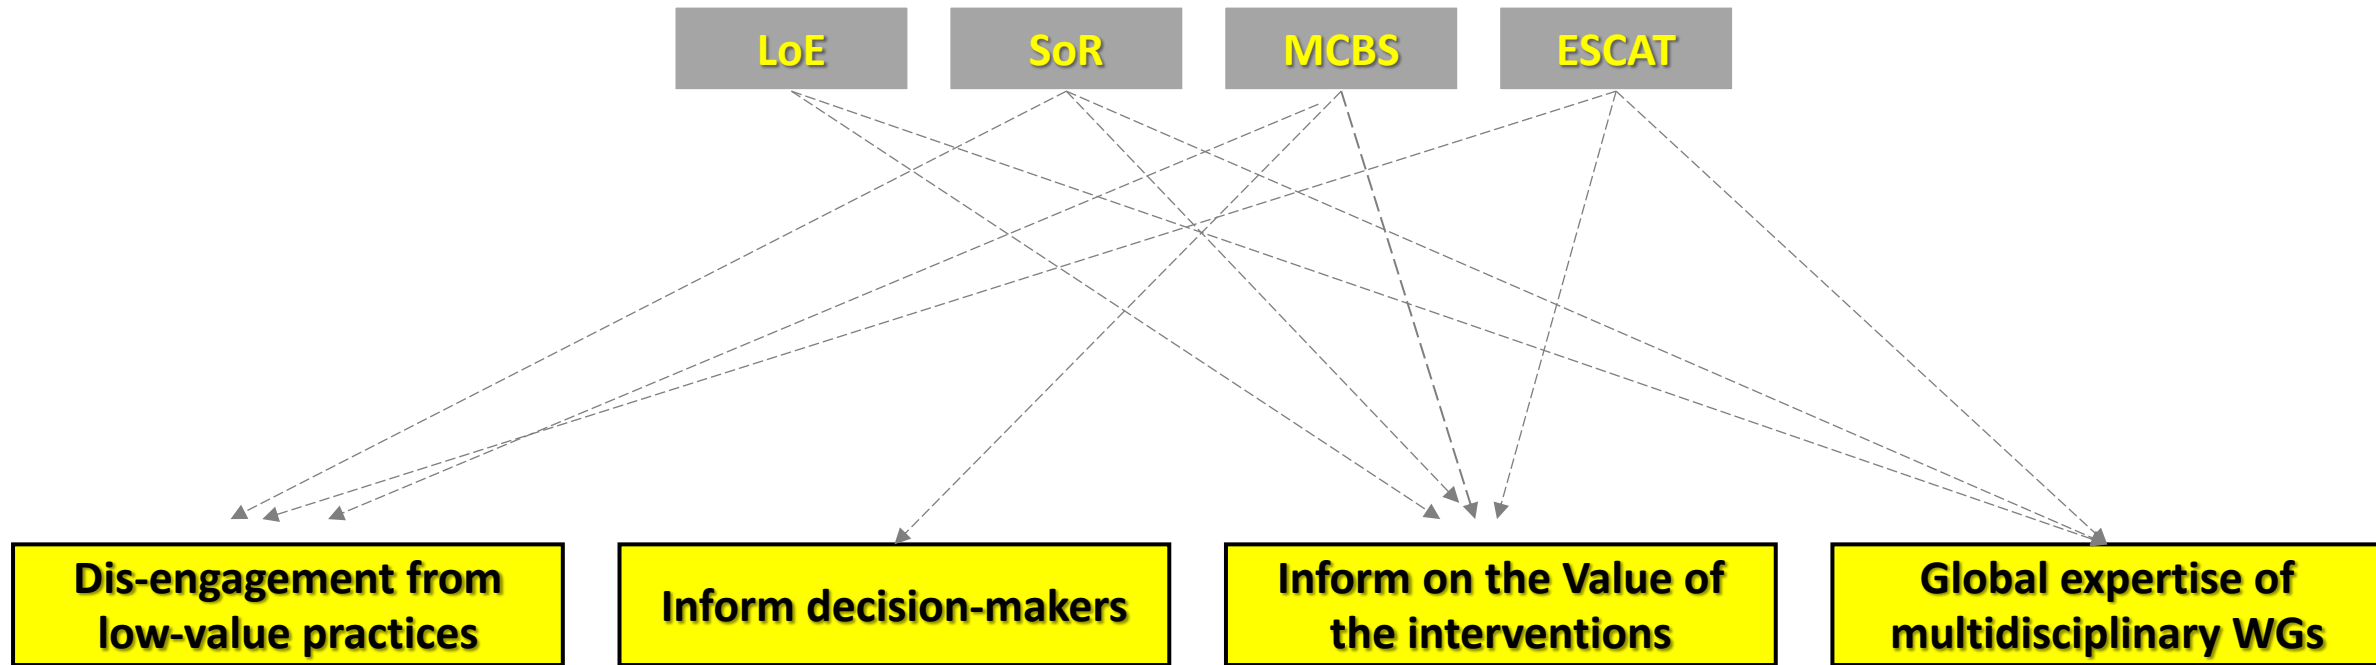 LoE
SoR
MCBS
ESCAT
Dis-engagement from
low-value practices
Inform decision-makers
Inform on the Value of
the interventions
Global expertise of
multidisciplinary WGs